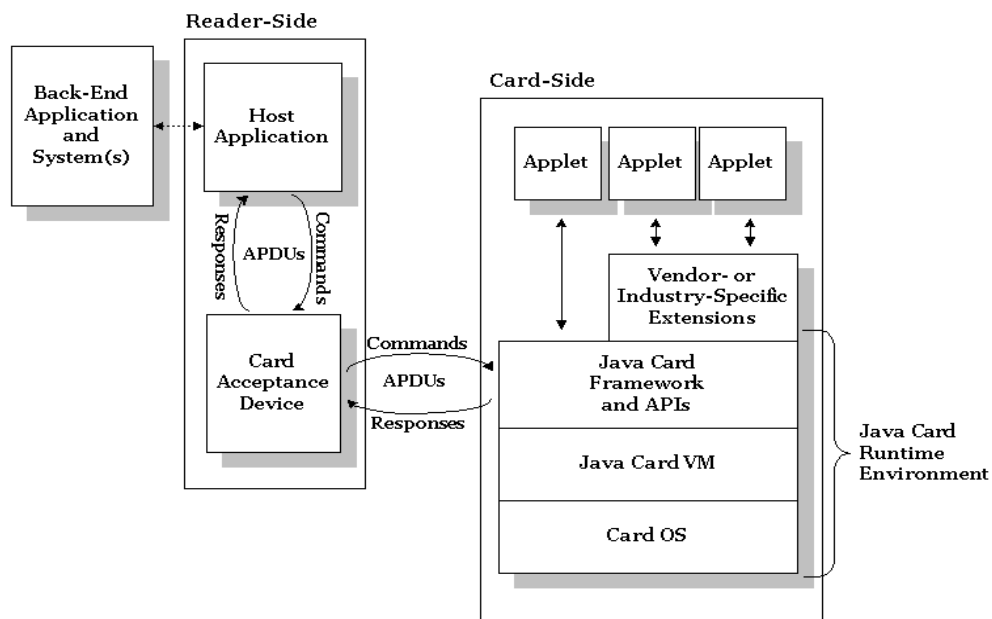 Reader-Side
Back-End
Application
and
System(s)
Host
Application
Responses
APDUs
Commands
Card
Acceptance
Device
Commands
APDUs
Responses
Card-Side
Applet
Applet
Applet
Vendor- or
Industry-Specific
Extensions
Java Card
Framework
and APIs
Java Card VM
Card OS
Java Card
Runtime
Environment